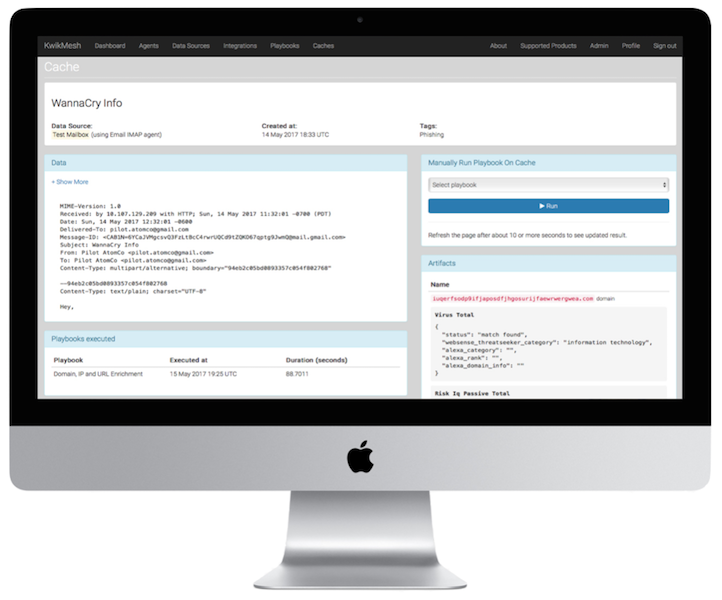 KwikMesh Dashboard Agents Data Sources Integrations Playbooks Caches About Supported Products Admin Profile Sign out
Cache
WannaCry Info
Data Source: Created at: Tags:
Test Mailbox (using Email IMAP agent) 14 May 2017 18:33 UTC Phishing
Data
+ Show More
MIME-Version: 1.0
Received: by 10.107.129.209 with HTTP; Sun, 14 May 2017 11:32:01 -0700 (PDT)
Date: Sun, 14 May 2017 12:32:01 -0600
Delivered-To: pilot.atomco@gmail.com
Message-ID:
Subject: WannaCry Info
From: Pilot AtomCo <pilot.atomco@gmail.com>
To: Pilot AtomCo <pilot.atomco@gmail.com>
Content-Type: multipart/alternative; boundary="94eb2c05bd0893357c054f802768"
--94eb2c05bd0893357c054f802768
Content-Type: text/plain; charset="UTF-8"
Hey,
Playbooks executed
Playbook Executed at Duration (seconds)
Domain, IP and URL Enrichment 15 May 2017 19:25 UTC 88.7011
Manually Run Playbook On Cache
Select playbook
Run
Refresh the page after about 10 or more seconds to see updated result.
Artifacts
Name
iuqerfsodp9ifjaposdfjhgosurijfaewrwergwea.com domain
Virus Total
{
"status": "match found",
"websense_threatseeker_category": "information technology",
"alexa_category": "",
"alexa_rank": "",
"alexa_domain_info": ""
}
Risk Iq Passive Total